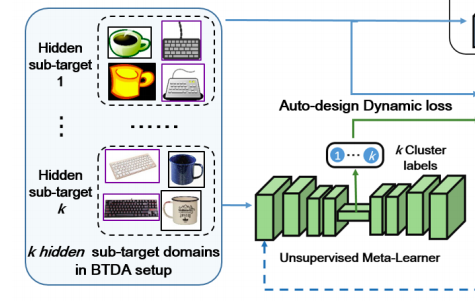 Hidden
sub-target
1
Hidden
sub-target
k
k hidden sub-target domains
in BTDA setup
Auto-design Dynamic loss
1 ··· k
k Cluster
labels
Unsupervised Meta-Learner